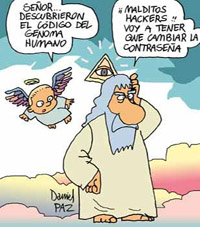 SEÑOR...
DESCUBRIERON
EL CÓDIGO DEL
GENOMA
HUMANO
¡¡MALDITOS
HACKERS!!
VOY A TENER
QUE CAMBIAR LA
CONTRASEÑA
Daniel
PAZ